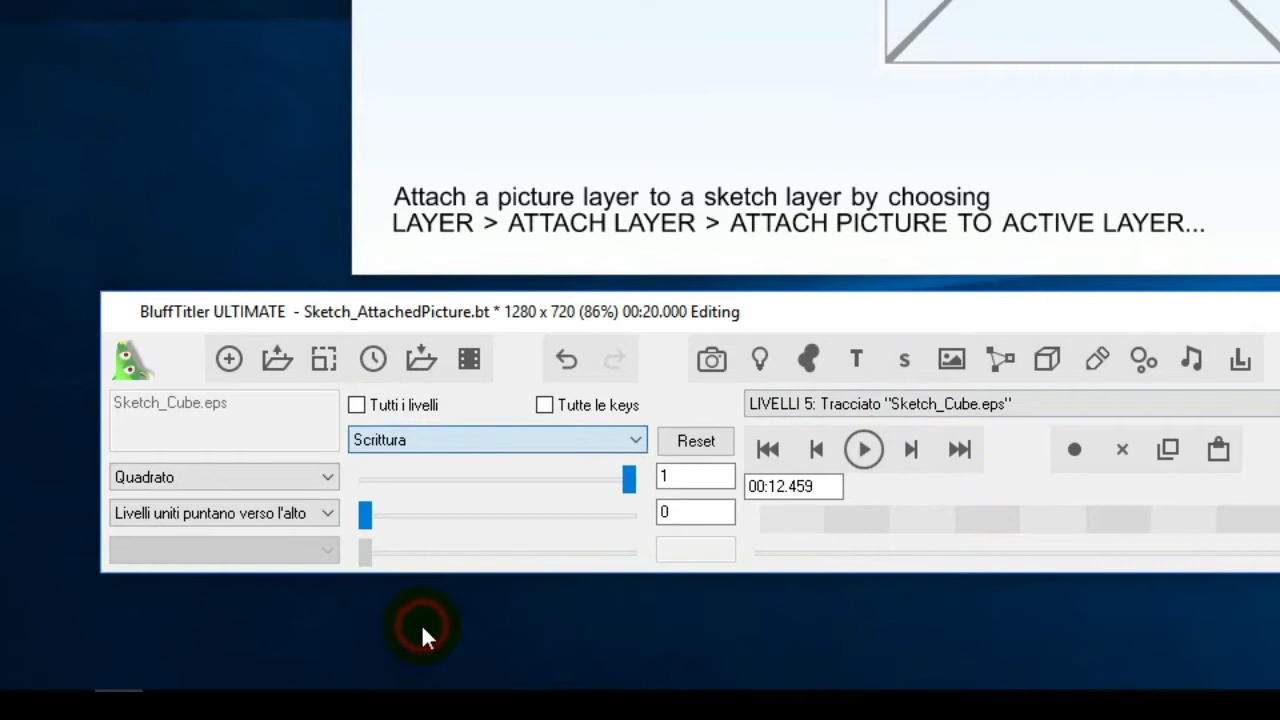 Attach a picture layer to a sketch layer by choosing
LAYER > ATTACH LAYER > ATTACH PICTURE TO ACTIVE LAYER...
BluffTitler ULTIMATE - Sketch_AttachedPicture.bt * 1280 x 720 (86%) 00:20.000 Editing
T
s
Sketch_Cube.eps
Tutti i livelli
Tutte le keys
LIVELLI 5: Tracciato "Sketch_Cube.eps"
Scrittura
Reset
Quadrato
1
00:12.459
Livelli uniti puntano verso l'alto
0